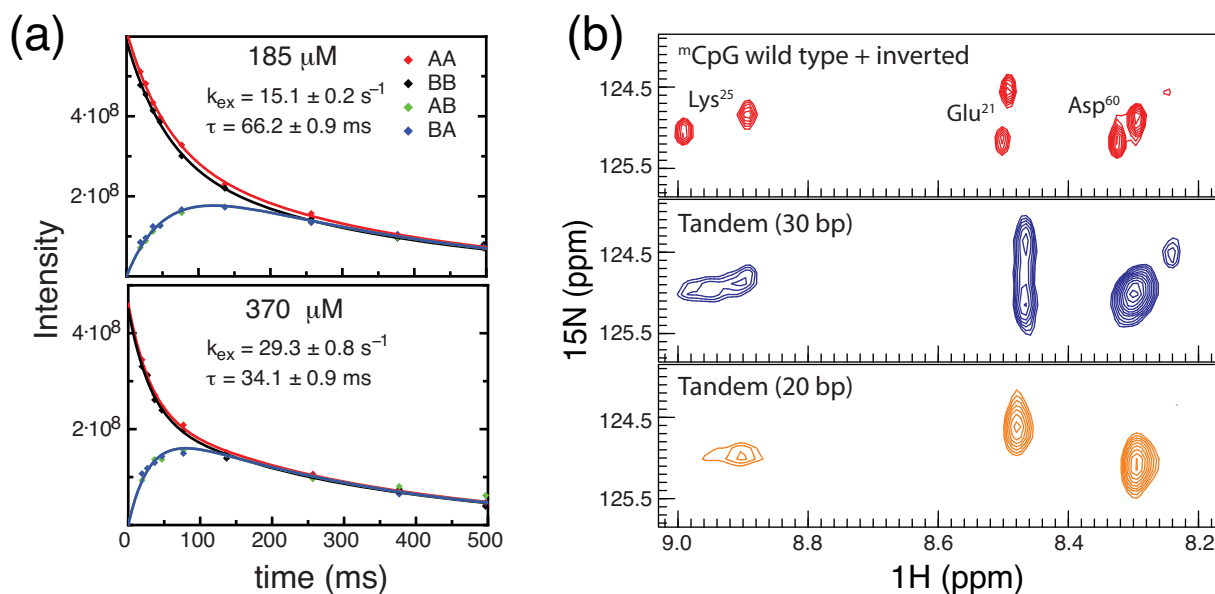 (a)
185 μM
AA
BB
AB
BA
k_ex = 15.1 ± 0.2 s⁻¹
τ = 66.2 ± 0.9 ms
4·10⁸
2·10⁸
370 μM
k_ex = 29.3 ± 0.8 s⁻¹
τ = 34.1 ± 0.9 ms
4·10⁸
2·10⁸
Intensity
0 100 200 300 400 500
time (ms)
(b)
ᵐCpG wild type + inverted
Lys²⁵
Glu²¹
Asp⁶⁰
124.5
125.5
Tandem (30 bp)
124.5
125.5
Tandem (20 bp)
124.5
125.5
15N (ppm)
9.0 8.8 8.6 8.4 8.2
1H (ppm)